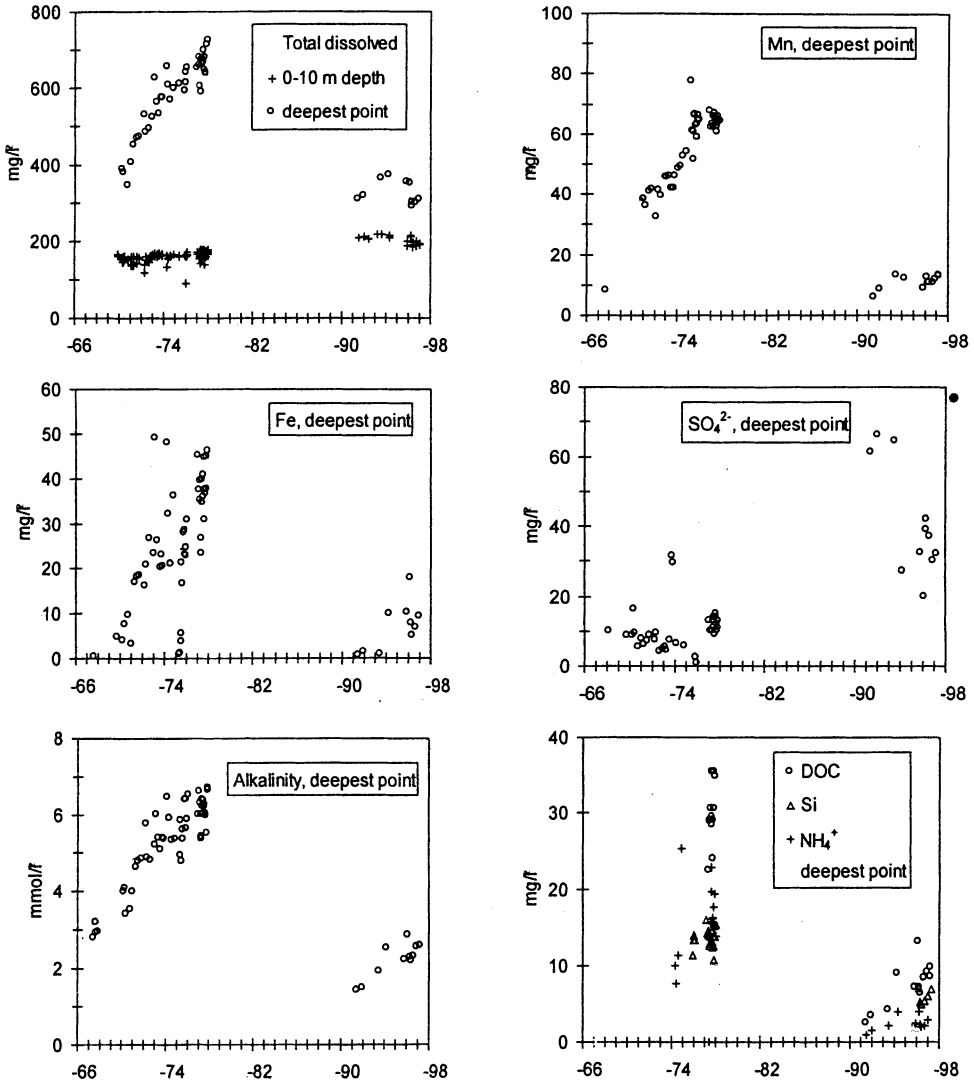 800
600
400
200
0
mg/ℓ
Total dissolved
+ 0-10 m depth
○ deepest point
-66 -74 -90 -98
100
80
60
40
20
0
mg/ℓ
Mn, deepest point
-66 -74 -82 -90 -98
60
50
40
30
20
10
0
mg/ℓ
Fe, deepest point
-66 -74 -90 -98
80
60
40
20
0
mg/ℓ
SO₄²⁻, deepest point
-66 -74 -82 -90 -98
8
6
4
2
0
mmol/ℓ
Alkalinity, deepest point
-66 -74 -90 -98
40
30
20
10
0
mg/ℓ
○ DOC
△ Si
+ NH₄⁺
deepest point
-66 -74 -82 -90 -98